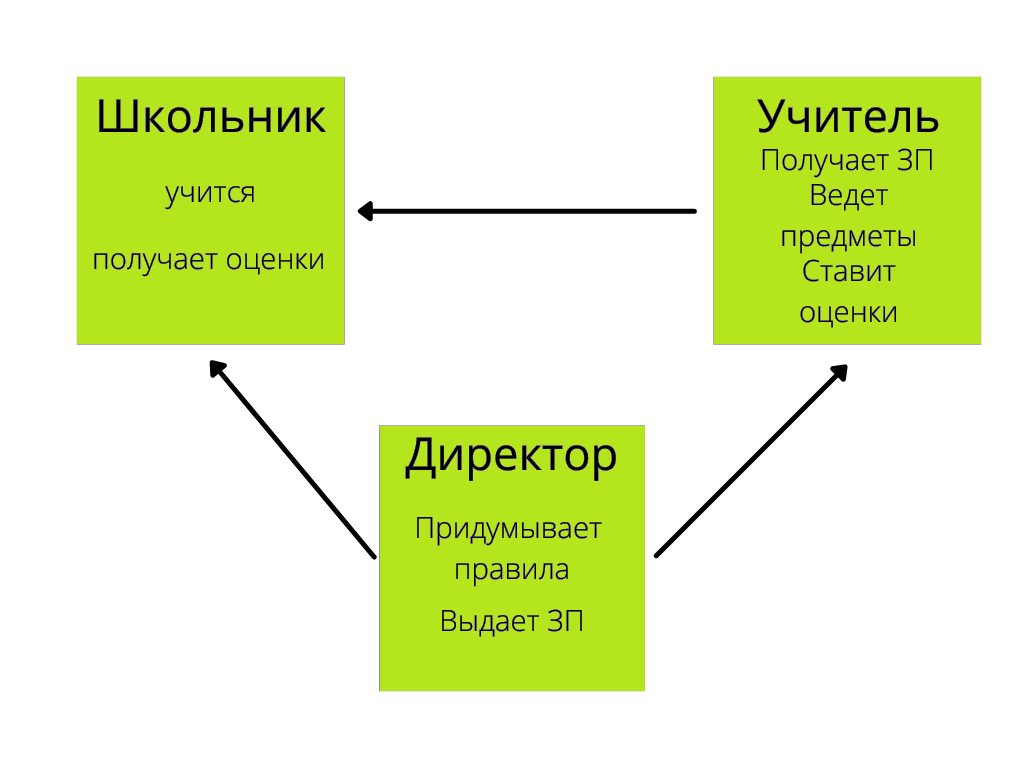 Школьник
учится
получает оценки
Учитель
Получает ЗП
Ведет
предметы
Ставит
оценки
Директор
Придумывает
правила
Выдает ЗП